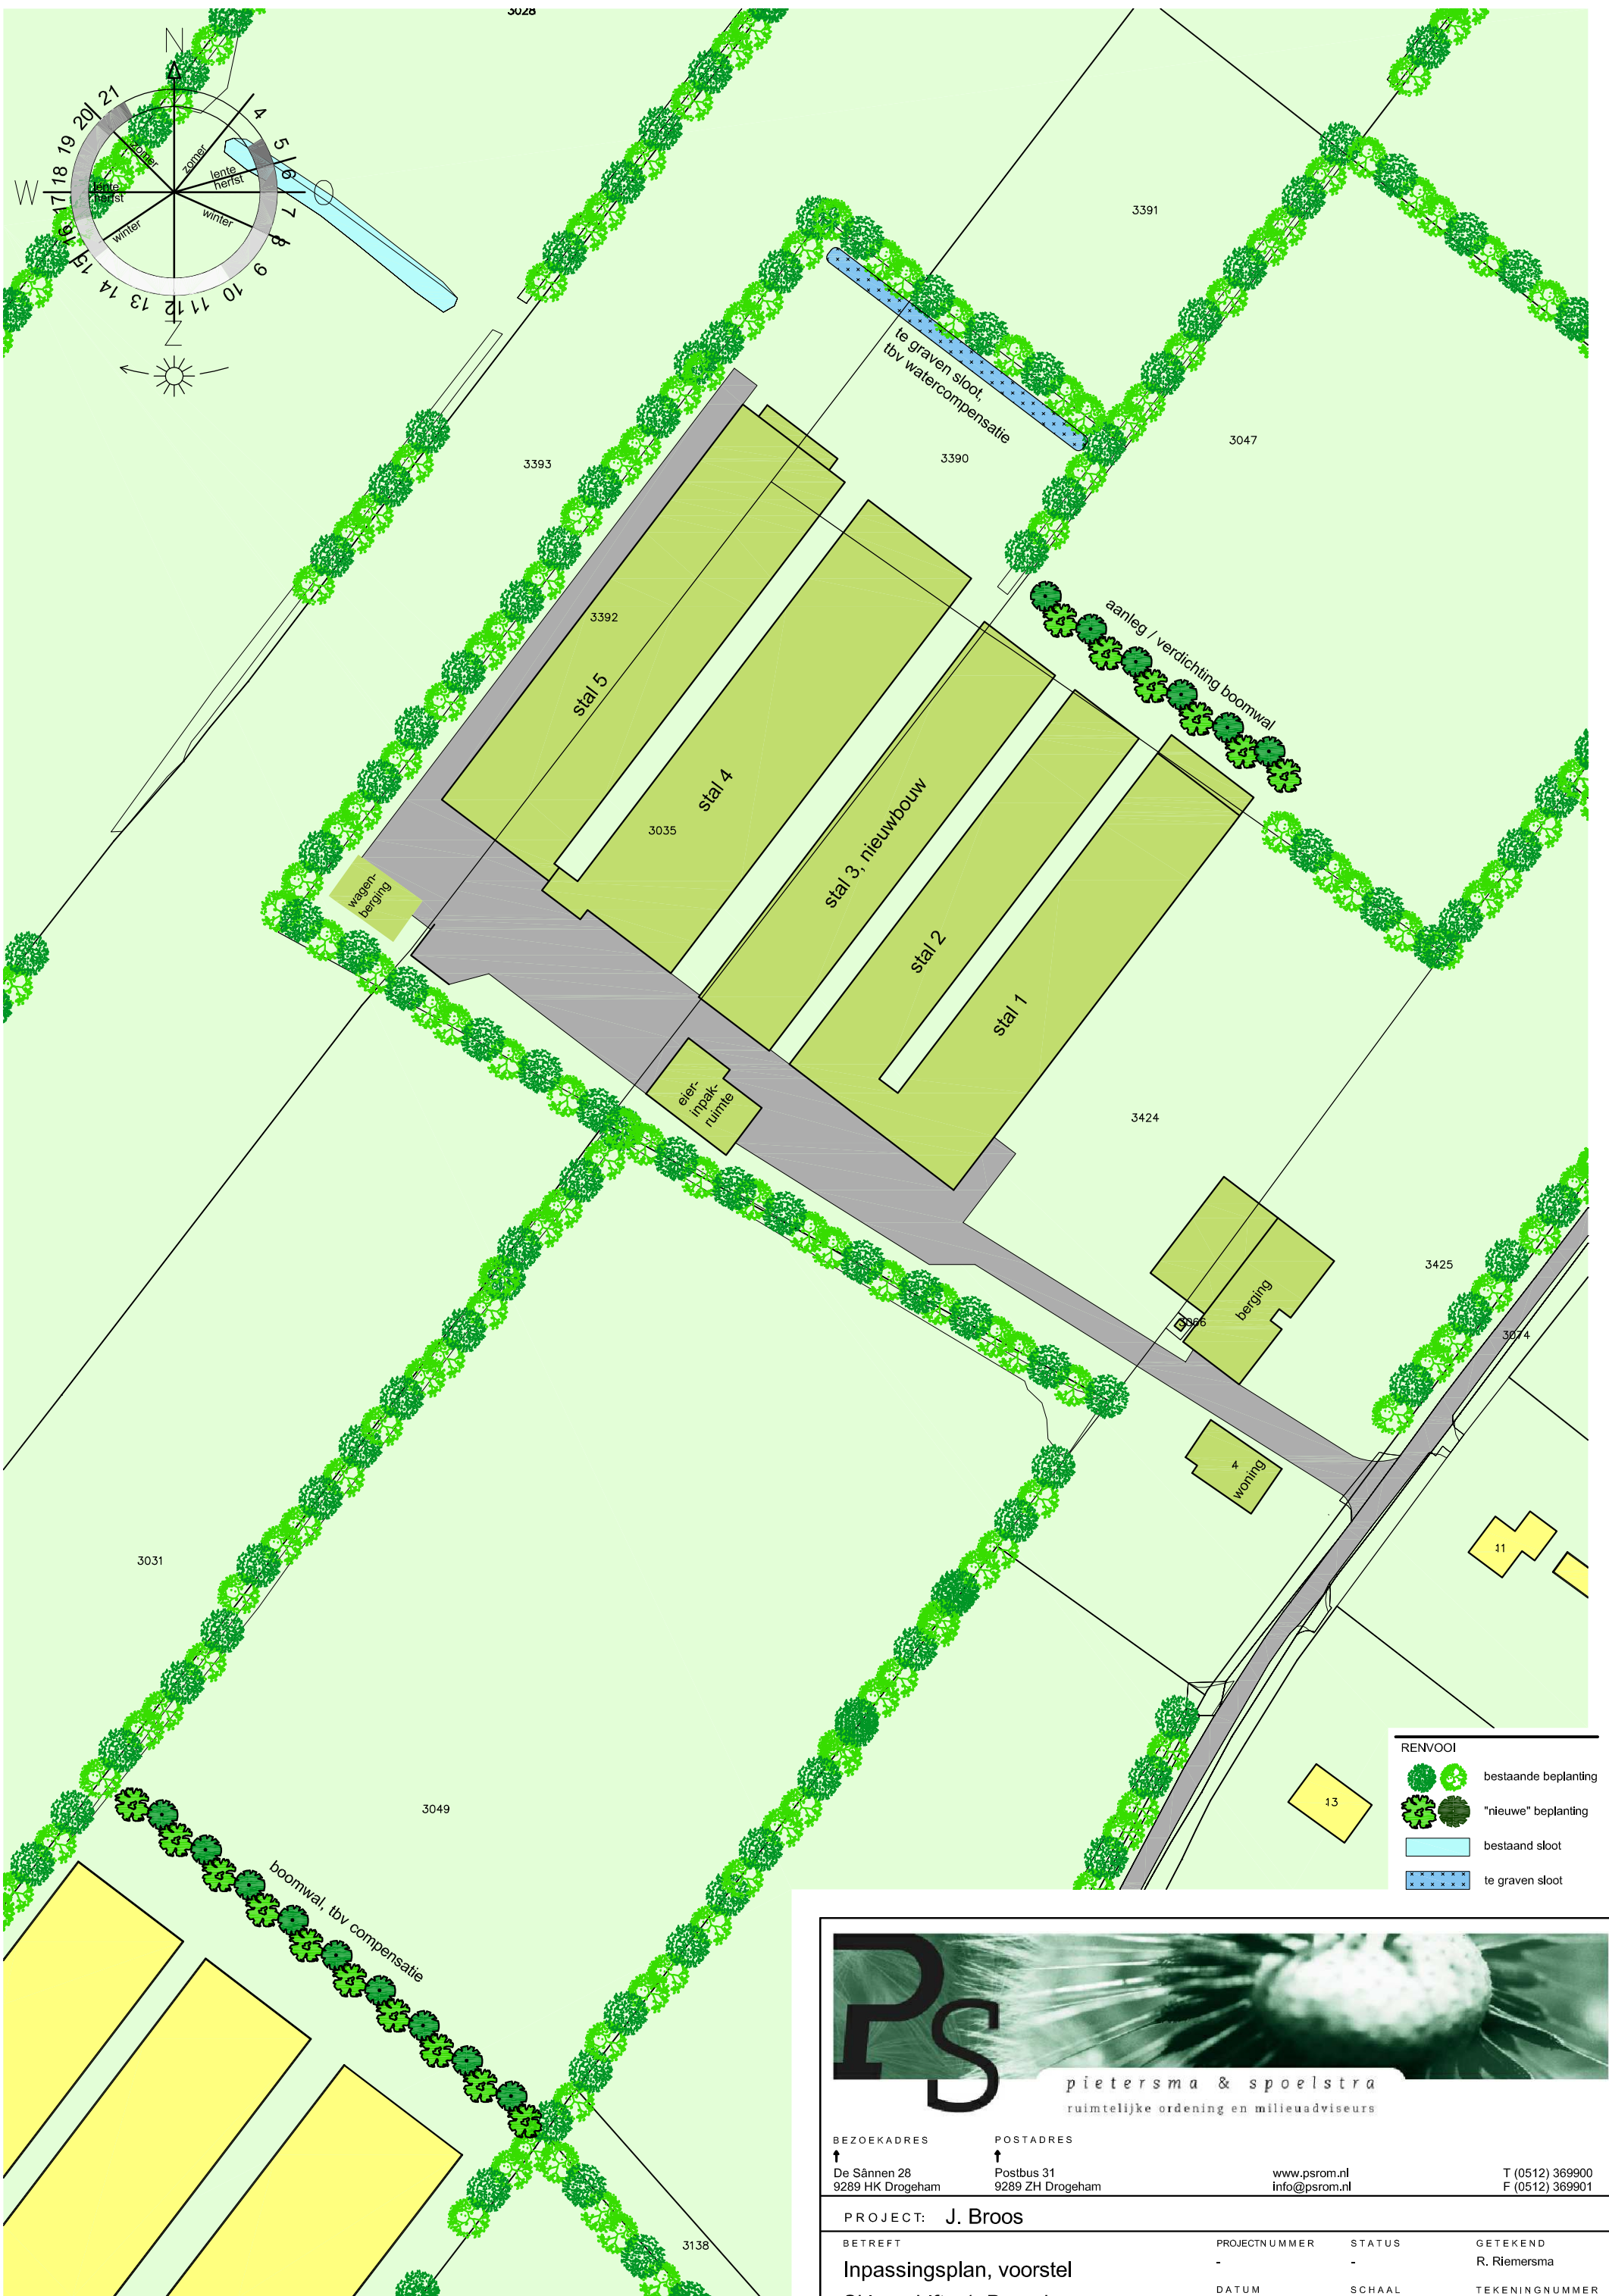 3028
N
W
O
Z
4
5
6
7
8
9
10
11
12
13
14
15
16
17
18
19
20
21
zomer
zomer
lente
herfst
lente
herfst
winter
winter
3391
te graven sloot,
tbv watercompensatie
3047
3393
3390
aanleg / verdichting boomwal
3392
stal 5
stal 4
3035
stal 3, nieuwbouw
stal 2
stal 1
wagen-
berging
eier-
inpak-
ruimte
3424
3425
berging
3074
4
woning
11
3031
13
3049
boomwal, tbv compensatie
3138
RENVOOI
bestaande beplanting
"nieuwe" beplanting
bestaand sloot
te graven sloot
PS
pietersma & spoelstra
ruimtelijke ordening en milieuadviseurs
BEZOEKADRES
De Sânnen 28
9289 HK Drogeham
POSTADRES
Postbus 31
9289 ZH Drogeham
www.psrom.nl
info@psrom.nl
T (0512) 369900
F (0512) 369901
PROJECT: J. Broos
BETREFT
Inpassingsplan, voorstel
PROJECTNUMMER
-
STATUS
-
GETEKEND
R. Riemersma
DATUM
SCHAAL
TEKENINGNUMMER